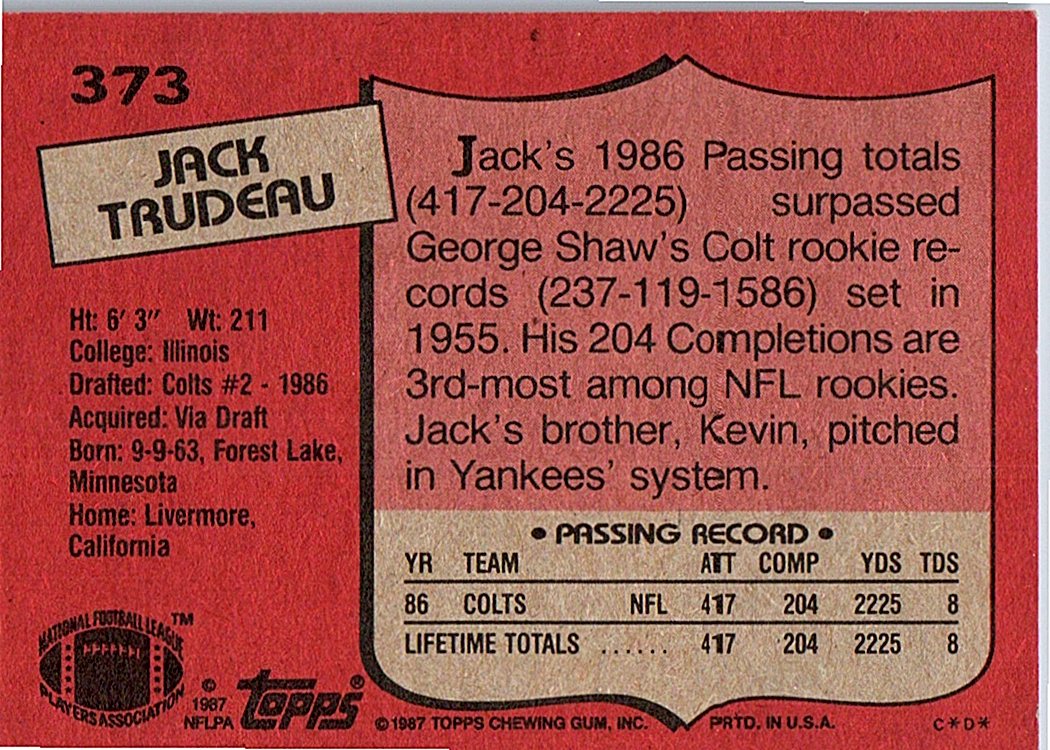 373
JACK
TRUDEAU
Ht: 6' 3" Wt: 211
College: Illinois
Drafted: Colts #2 - 1986
Acquired: Via Draft
Born: 9-9-63, Forest Lake,
Minnesota
Home: Livermore,
California
NATIONAL FOOTBALL LEAGUE™
PLAYERS ASSOCIATION
©
1987
NFLPA
topps®
Jack's 1986 Passing totals
(417-204-2225) surpassed
George Shaw's Colt rookie re-
cords (237-119-1586) set in
1955. His 204 Completions are
3rd-most among NFL rookies.
Jack's brother, Kevin, pitched
in Yankees' system.
• PASSING RECORD •
YR TEAM ATT COMP YDS TDS
86 COLTS NFL 417 204 2225 8
LIFETIME TOTALS ...... 417 204 2225 8
©1987 TOPPS CHEWING GUM, INC. PRTD. IN U.S.A. C*D*